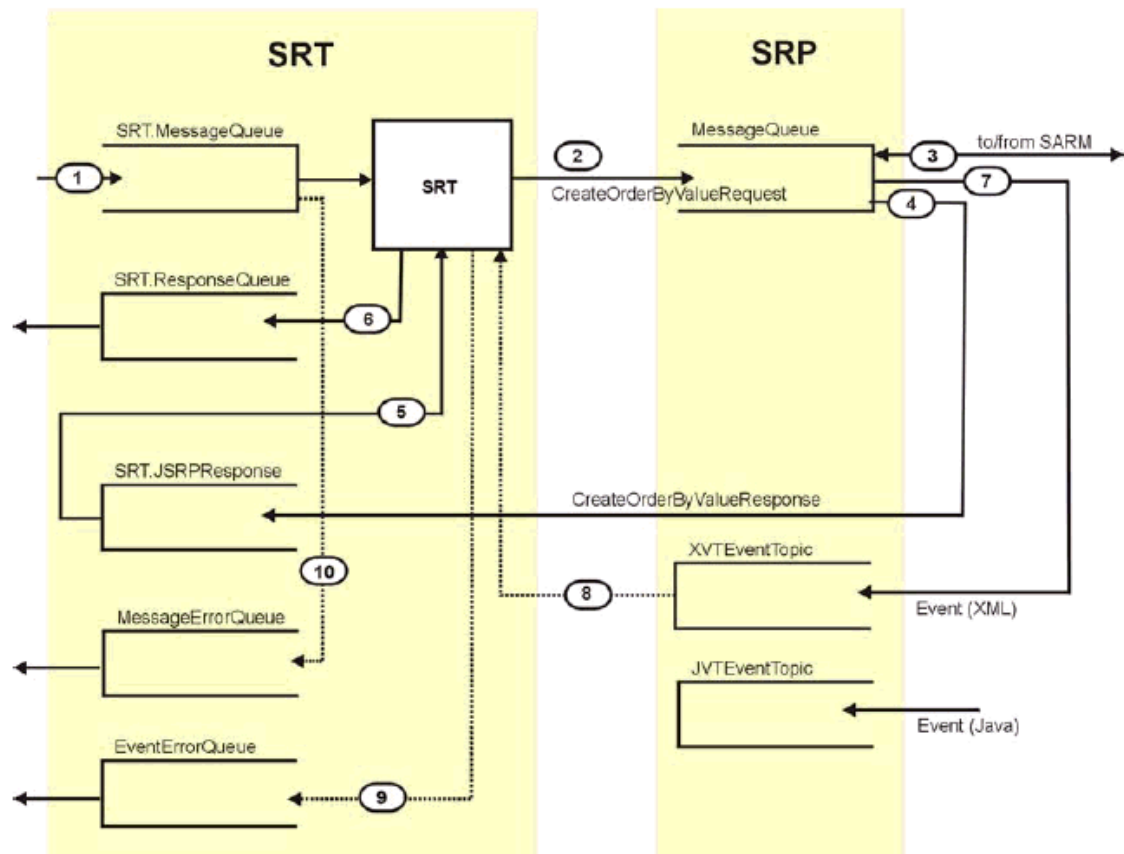 SRT
SRP
SRT.MessageQueue
MessageQueue
1
SRT
2
CreateOrderByValueRequest
3
to/from SARM
7
4
SRT.ResponseQueue
6
5
SRT.JSRPResponse
CreateOrderByValueResponse
XVTEventTopic
10
8
Event (XML)
MessageErrorQueue
JVTEventTopic
Event (Java)
EventErrorQueue
9